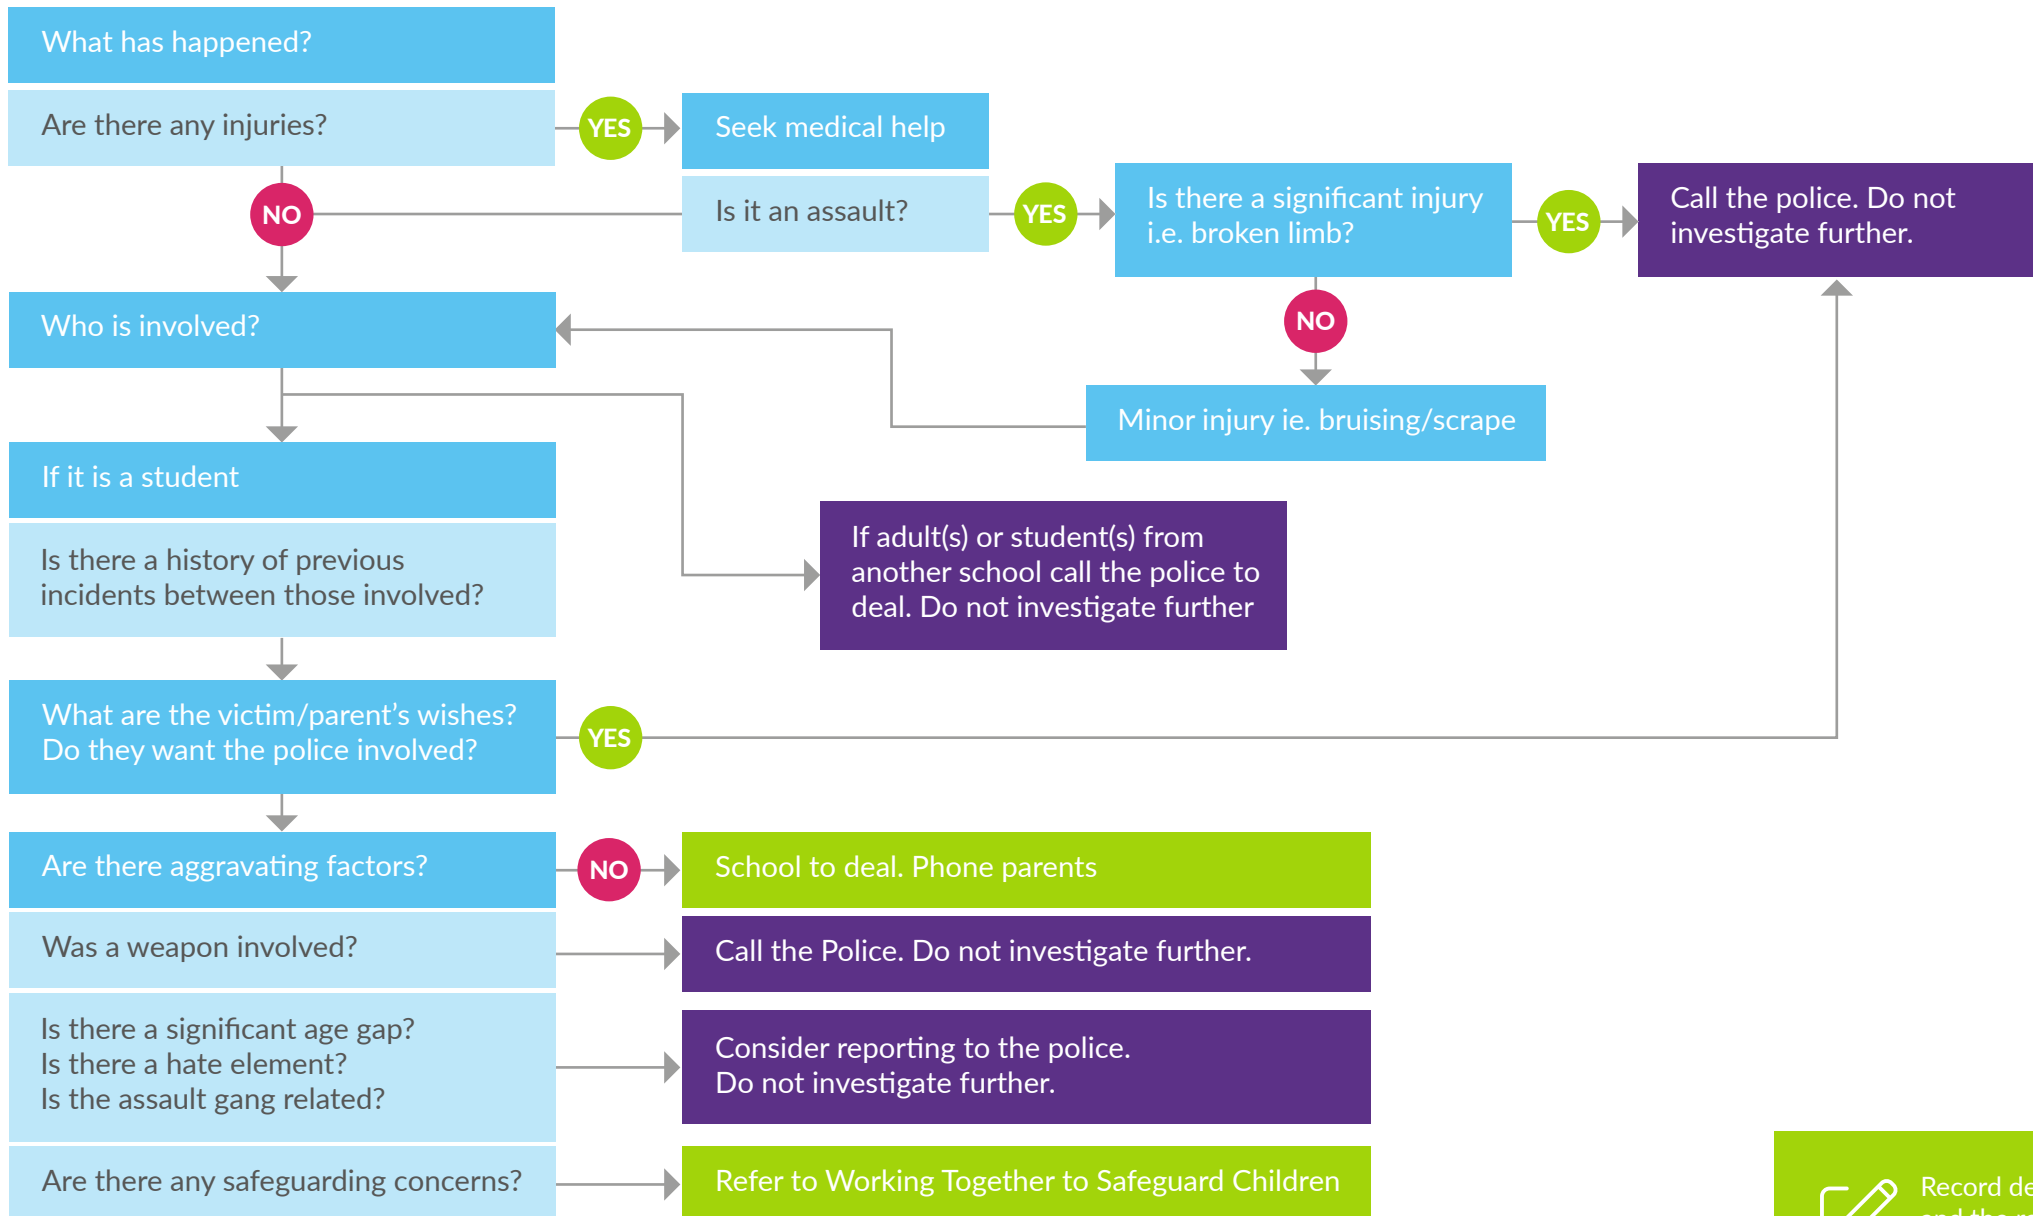 What has happened?
Are there any injuries?
YES
Seek medical help
NO
Is it an assault?
YES
Is there a significant injury
i.e. broken limb?
YES
Call the police. Do not
investigate further.
NO
Minor injury ie. bruising/scrape
Who is involved?
If it is a student
Is there a history of previous
incidents between those involved?
If adult(s) or student(s) from
another school call the police to
deal. Do not investigate further
What are the victim/parent's wishes?
Do they want the police involved?
YES
Are there aggravating factors?
NO
School to deal. Phone parents
Was a weapon involved?
Call the Police. Do not investigate further.
Is there a significant age gap?
Is there a hate element?
Is the assault gang related?
Consider reporting to the police.
Do not investigate further.
Are there any safeguarding concerns?
Refer to Working Together to Safeguard Children
Record